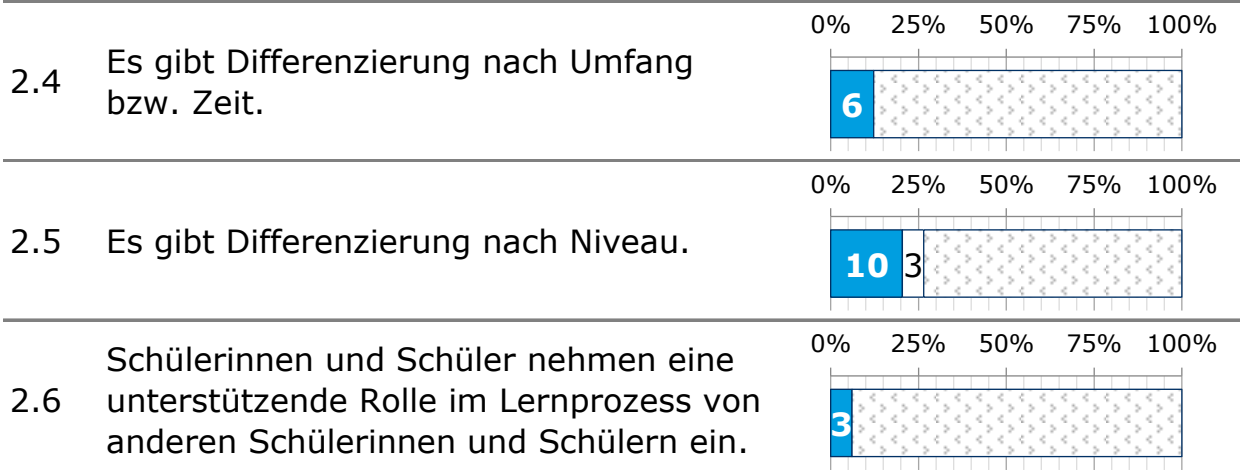 0% 25% 50% 75% 100%
2.4 Es gibt Differenzierung nach Umfang
bzw. Zeit.
6
0% 25% 50% 75% 100%
2.5 Es gibt Differenzierung nach Niveau.
10 3
0% 25% 50% 75% 100%
Schülerinnen und Schüler nehmen eine
2.6 unterstützende Rolle im Lernprozess von
anderen Schülerinnen und Schülern ein.
3